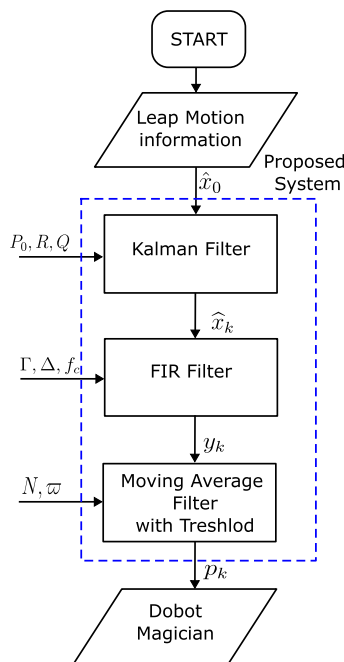 START
Leap Motion
information
Proposed
System
x̂₀
P₀, R, Q
Kalman Filter
x̂ₖ
Γ, Δ, f_c
FIR Filter
yₖ
N, ϖ
Moving Average
Filter
with Treshlod
pₖ
Dobot
Magician